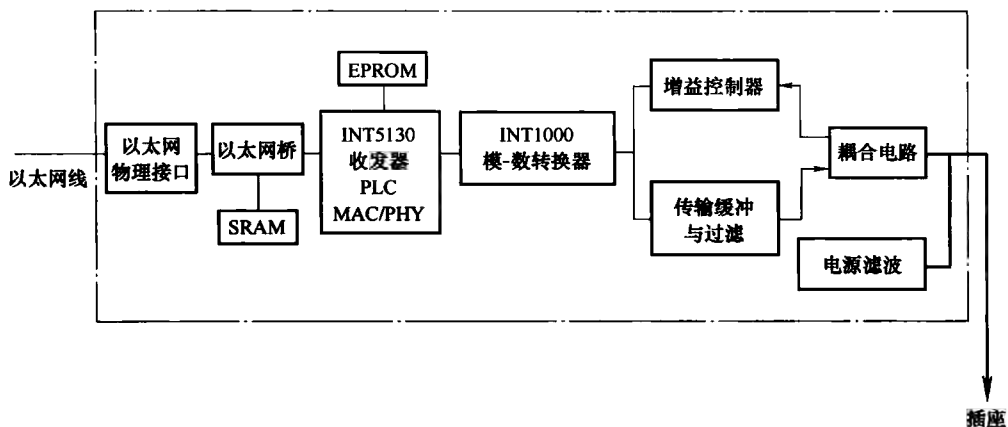 EPROM
增益控制器
以太网线
以太网
物理接口
以太网桥
SRAM
INT5130
收发器
PLC
MAC/PHY
INT1000
模-数转换器
耦合电路
传输缓冲
与过滤
电源滤波
插座